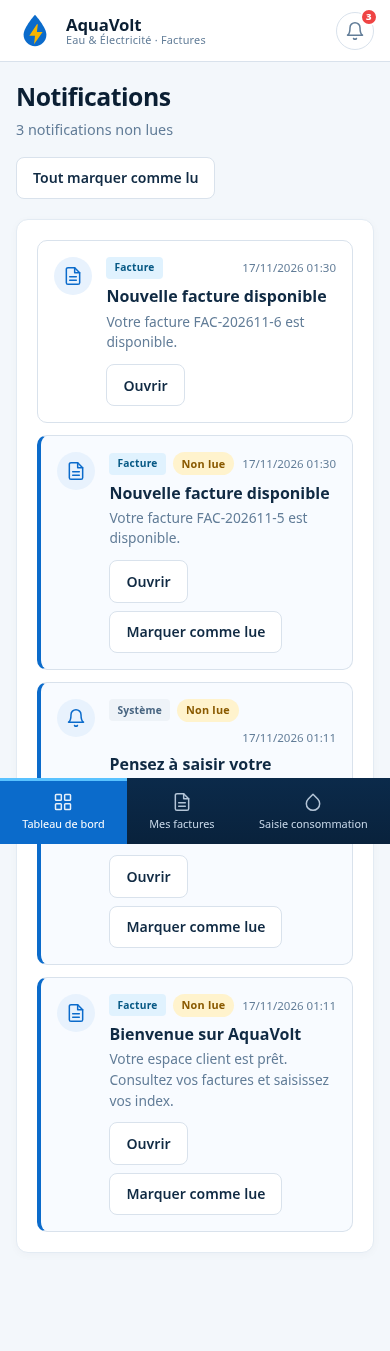 AquaVolt
Eau & Électricité · Factures
3
Notifications
3 notifications non lues
Tout marquer comme lu
Facture
17/11/2026 01:30
Nouvelle facture disponible
Votre facture FAC-202611-6 est
disponible.
Ouvrir
Facture
Non lue
17/11/2026 01:30
Nouvelle facture disponible
Votre facture FAC-202611-5 est
disponible.
Ouvrir
Marquer comme lue
Système
Non lue
17/11/2026 01:11
Pensez à saisir votre
Tableau de bord
Mes factures
Saisie consommation
Ouvrir
Marquer comme lue
Facture
Non lue
17/11/2026 01:11
Bienvenue sur AquaVolt
Votre espace client est prêt.
Consultez vos factures et saisissez
vos index.
Ouvrir
Marquer comme lue